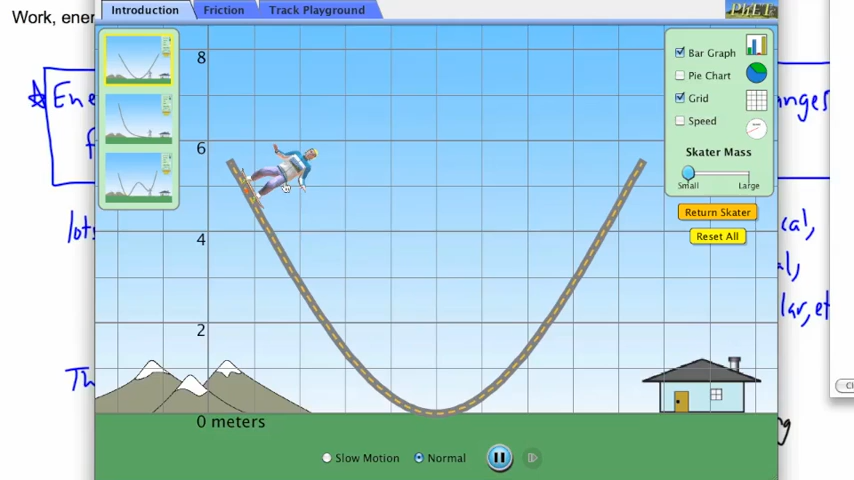 Introduction
Friction
Track Playground
PhET
Work, ener
Ene
anges
8
6
4
2
0 meters
Bar Graph
Pie Chart
Grid
Speed
Skater Mass
Small
Large
Return Skater
Reset All
lots
cal,
al,
lar, et
Th
Slow Motion
Normal